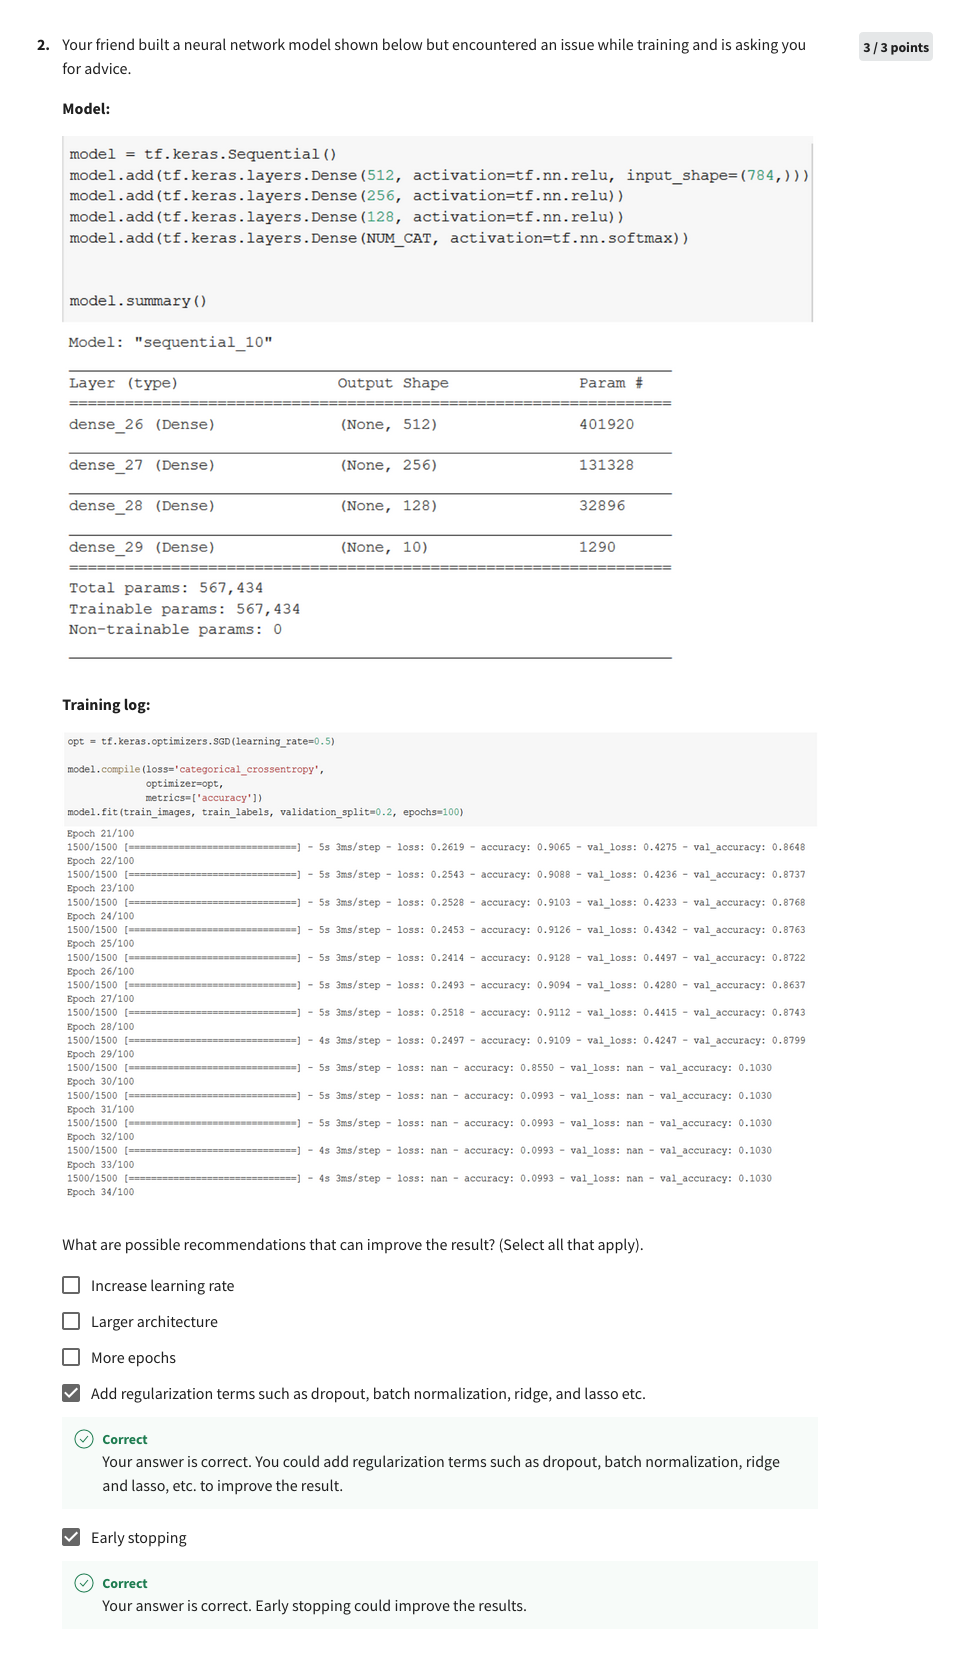 2. Your friend built a neural network model shown below but encountered an issue while training and is asking you
for advice.
3 / 3 points
Model:
model = tf.keras.Sequential()
model.add(tf.keras.layers.Dense(512, activation=tf.nn.relu, input_shape=(784,)))
model.add(tf.keras.layers.Dense(256, activation=tf.nn.relu))
model.add(tf.keras.layers.Dense(128, activation=tf.nn.relu))
model.add(tf.keras.layers.Dense(NUM_CAT, activation=tf.nn.softmax))
model.summary()
Model: "sequential_10"
Layer (type) Output Shape Param #
=================================================================
dense_26 (Dense) (None, 512) 401920
dense_27 (Dense) (None, 256) 131328
dense_28 (Dense) (None, 128) 32896
dense_29 (Dense) (None, 10) 1290
=================================================================
Total params: 567,434
Trainable params: 567,434
Non-trainable params: 0
Training log:
opt = tf.keras.optimizers.SGD(learning_rate=0.5)
model.compile(loss='categorical_crossentropy',
optimizer=opt,
metrics=['accuracy'])
model.fit(train_images, train_labels, validation_split=0.2, epochs=100)
Epoch 21/100
1500/1500 [==============================] - 5s 3ms/step - loss: 0.2619 - accuracy: 0.9065 - val_loss: 0.4275 - val_accuracy: 0.8648
Epoch 22/100
1500/1500 [==============================] - 5s 3ms/step - loss: 0.2543 - accuracy: 0.9088 - val_loss: 0.4236 - val_accuracy: 0.8737
Epoch 23/100
1500/1500 [==============================] - 5s 3ms/step - loss: 0.2528 - accuracy: 0.9103 - val_loss: 0.4233 - val_accuracy: 0.8768
Epoch 24/100
1500/1500 [==============================] - 5s 3ms/step - loss: 0.2453 - accuracy: 0.9126 - val_loss: 0.4342 - val_accuracy: 0.8763
Epoch 25/100
1500/1500 [==============================] - 5s 3ms/step - loss: 0.2414 - accuracy: 0.9128 - val_loss: 0.4497 - val_accuracy: 0.8722
Epoch 26/100
1500/1500 [==============================] - 5s 3ms/step - loss: 0.2493 - accuracy: 0.9094 - val_loss: 0.4280 - val_accuracy: 0.8637
Epoch 27/100
1500/1500 [==============================] - 5s 3ms/step - loss: 0.2518 - accuracy: 0.9112 - val_loss: 0.4415 - val_accuracy: 0.8743
Epoch 28/100
1500/1500 [==============================] - 4s 3ms/step - loss: 0.2497 - accuracy: 0.9109 - val_loss: 0.4247 - val_accuracy: 0.8799
Epoch 29/100
1500/1500 [==============================] - 5s 3ms/step - loss: nan - accuracy: 0.8550 - val_loss: nan - val_accuracy: 0.1030
Epoch 30/100
1500/1500 [==============================] - 5s 3ms/step - loss: nan - accuracy: 0.0993 - val_loss: nan - val_accuracy: 0.1030
Epoch 31/100
1500/1500 [==============================] - 5s 3ms/step - loss: nan - accuracy: 0.0993 - val_loss: nan - val_accuracy: 0.1030
Epoch 32/100
1500/1500 [==============================] - 4s 3ms/step - loss: nan - accuracy: 0.0993 - val_loss: nan - val_accuracy: 0.1030
Epoch 33/100
1500/1500 [==============================] - 4s 3ms/step - loss: nan - accuracy: 0.0993 - val_loss: nan - val_accuracy: 0.1030
Epoch 34/100
What are possible recommendations that can improve the result? (Select all that apply).
Increase learning rate
Larger architecture
More epochs
Add regularization terms such as dropout, batch normalization, ridge, and lasso etc.
Correct
Your answer is correct. You could add regularization terms such as dropout, batch normalization, ridge
and lasso, etc. to improve the result.
Early stopping
Correct
Your answer is correct. Early stopping could improve the results.